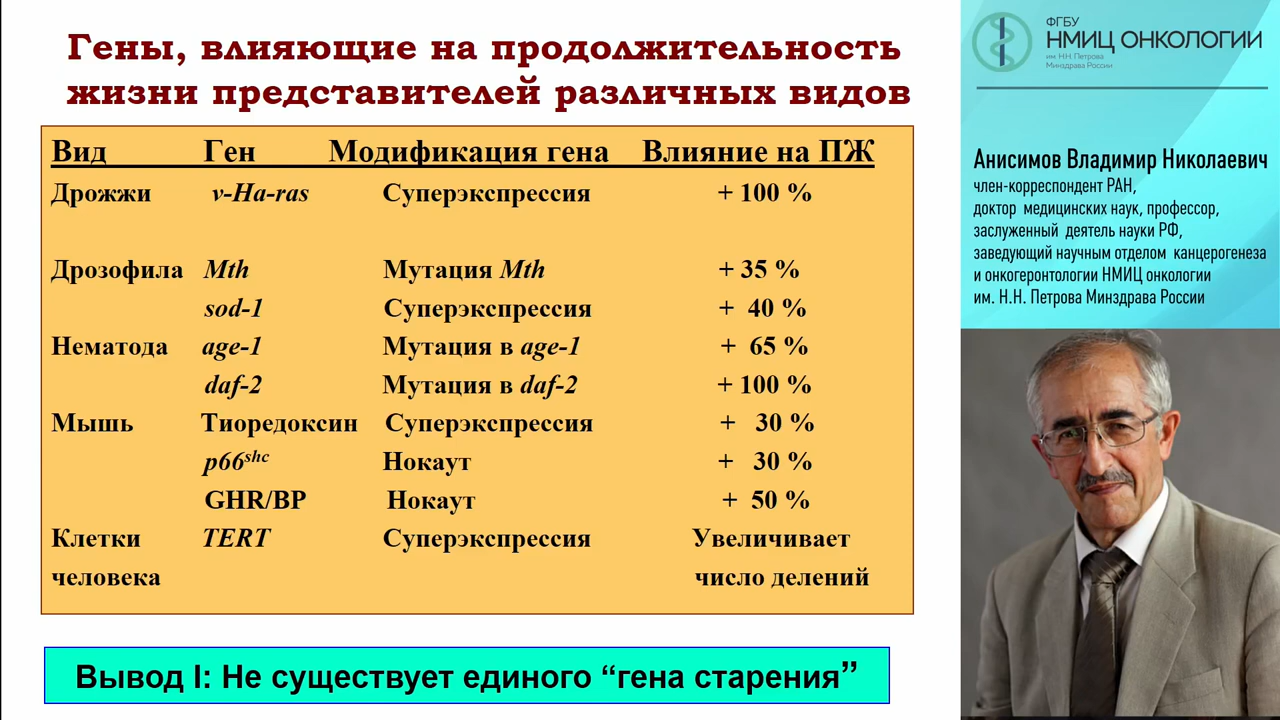 Гены, влияющие на продолжительность
жизни представителей различных видов
Вид Ген Модификация гена Влияние на ПЖ
Дрожжи v-Ha-ras Суперэкспрессия + 100 %
Дрозофила Mth Мутация Mth + 35 %
sod-1 Суперэкспрессия + 40 %
Нематода age-1 Мутация в age-1 + 65 %
daf-2 Мутация в daf-2 + 100 %
Мышь Тиоредоксин Суперэкспрессия + 30 %
p66shc Нокаут + 30 %
GHR/BP Нокаут + 50 %
Клетки TERT Суперэкспрессия Увеличивает
человека число делений
Вывод I: Не существует единого “гена старения”
ФГБУ
НМИЦ ОНКОЛОГИИ
им. Н.Н. Петрова
Минздрава России
Анисимов Владимир Николаевич
член-корреспондент РАН,
доктор медицинских наук, профессор,
заслуженный деятель науки РФ,
заведующий научным отделом канцерогенеза
и онкогеронтологии НМИЦ онкологии
им. Н.Н. Петрова Минздрава России